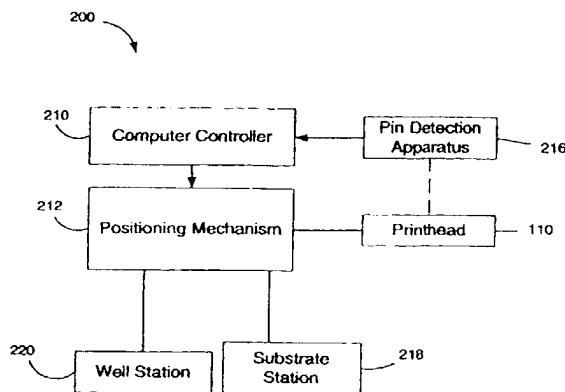 200
210
Computer Controller
Pin Detection
Apparatus
216
212
Positioning Mechanism
Printhead
110
220
Well Station
Substrate
Station
218